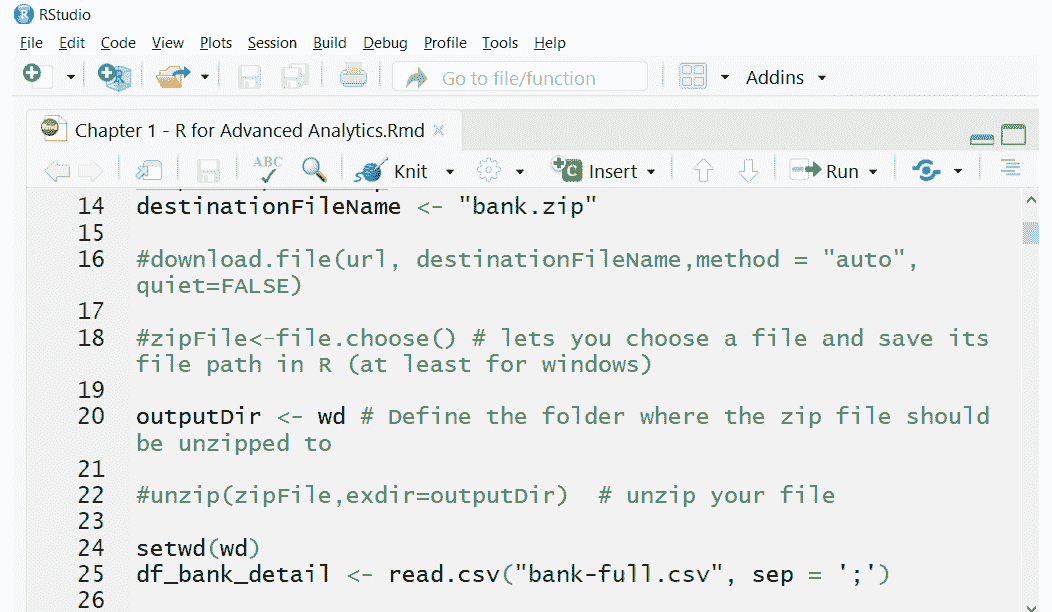 RStudio
File Edit Code View Plots Session Build Debug Profile Tools Help
Go to file/function Addins
Chapter 1 - R for Advanced Analytics.Rmd
ABC Knit Insert Run
14 destinationFileName <- "bank.zip"
15
16 #download.file(url, destinationFileName,method = "auto",
quiet=FALSE)
17
18 #zipFile<-file.choose() # lets you choose a file and save its
file path in R (at least for windows)
19
20 outputDir <- wd # Define the folder where the zip file should
be unzipped to
21
22 #unzip(zipFile,exdir=outputDir)  # unzip your file
23
24 setwd(wd)
25 df_bank_detail <- read.csv("bank-full.csv", sep = ';')
26